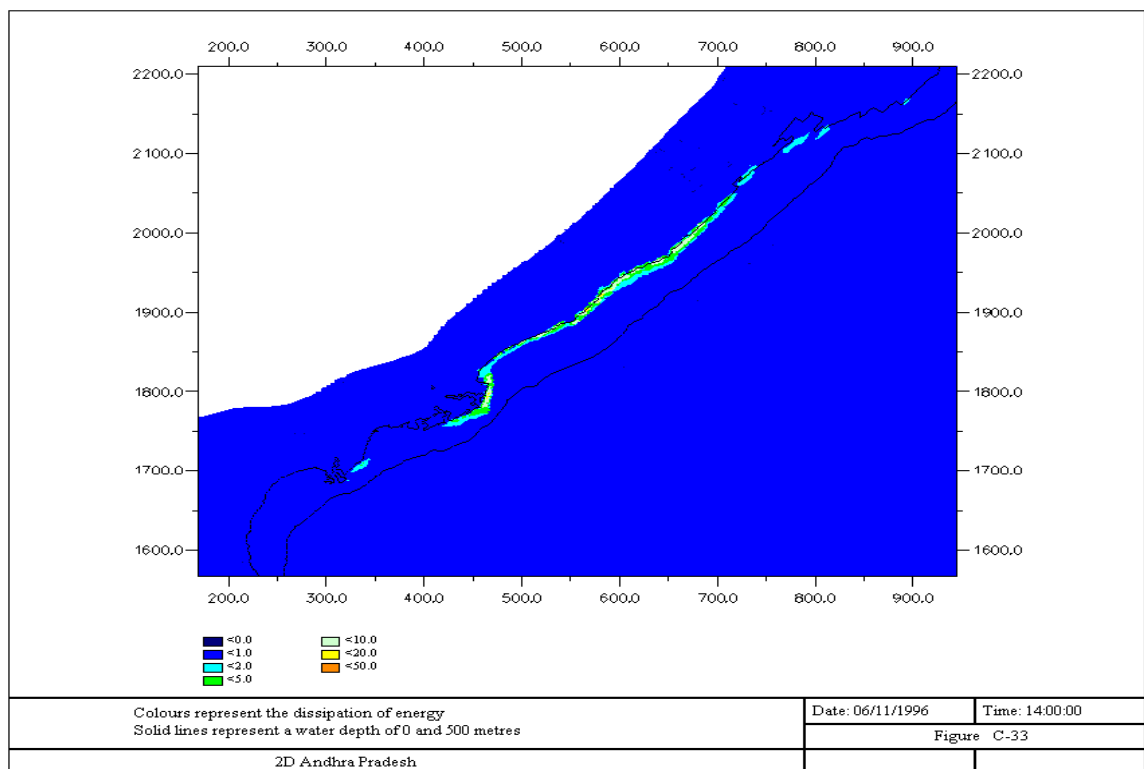 200.0 300.0 400.0 500.0 600.0 700.0 800.0 900.0
2200.0 2200.0
2100.0 2100.0
2000.0 2000.0
1900.0 1900.0
1800.0 1800.0
1700.0 1700.0
1600.0 1600.0
200.0 300.0 400.0 500.0 600.0 700.0 800.0 900.0
<0.0 <10.0
<1.0 <20.0
<2.0 <50.0
<5.0
Colours represent the dissipation of energy
Solid lines represent a water depth of 0 and 500 metres
Date: 06/11/1996 Time: 14:00:00
Figure C-33
2D Andhra Pradesh